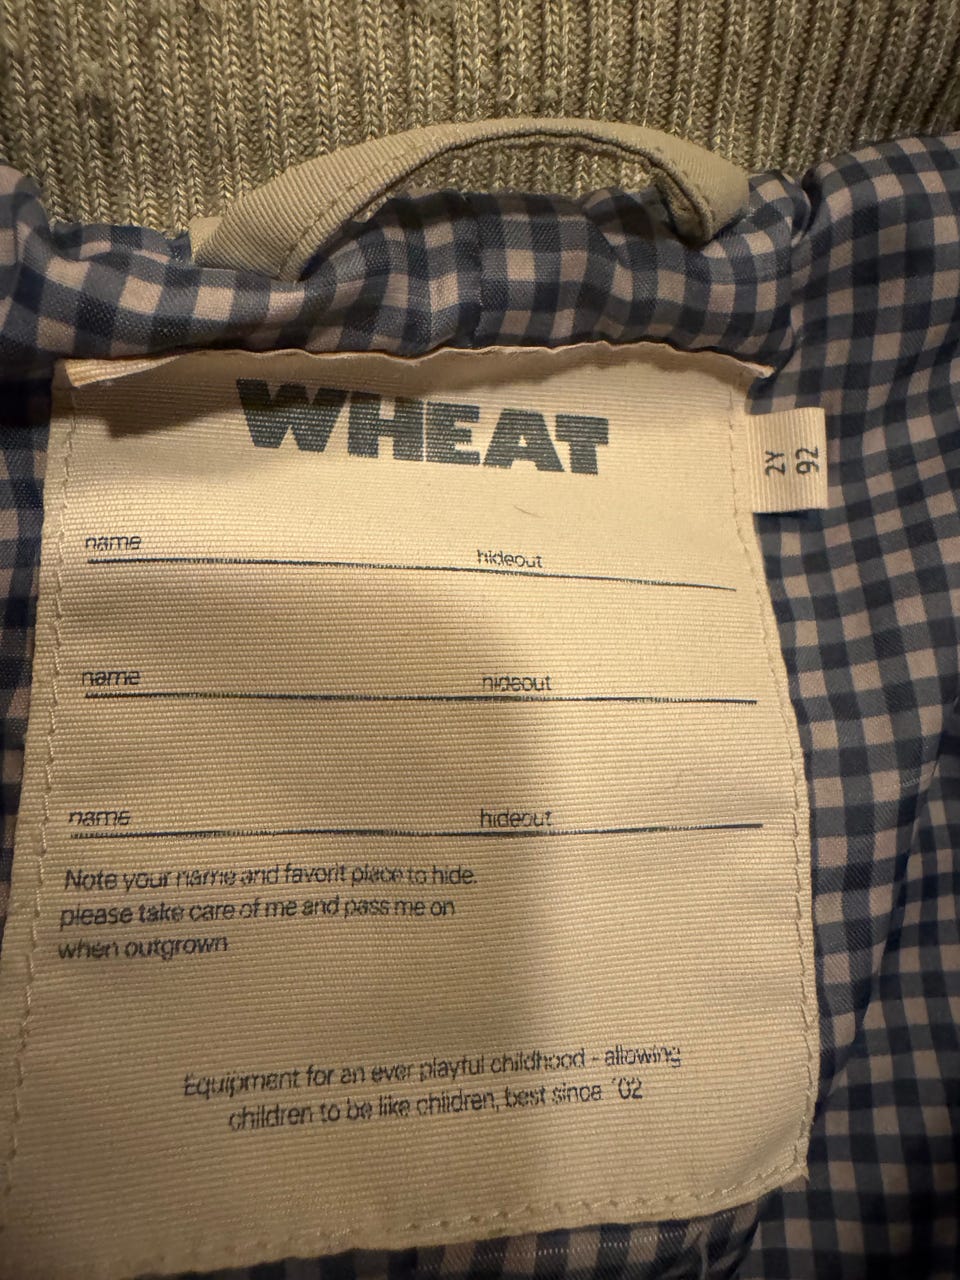 WHEAT
2Y
92
name hideout
name hideout
name hideout
Note your name and favorit place to hide.
please take care of me and pass me on
when outgrown
Equipment for an ever playful childhood - allowing
children to be like children, best since ´02